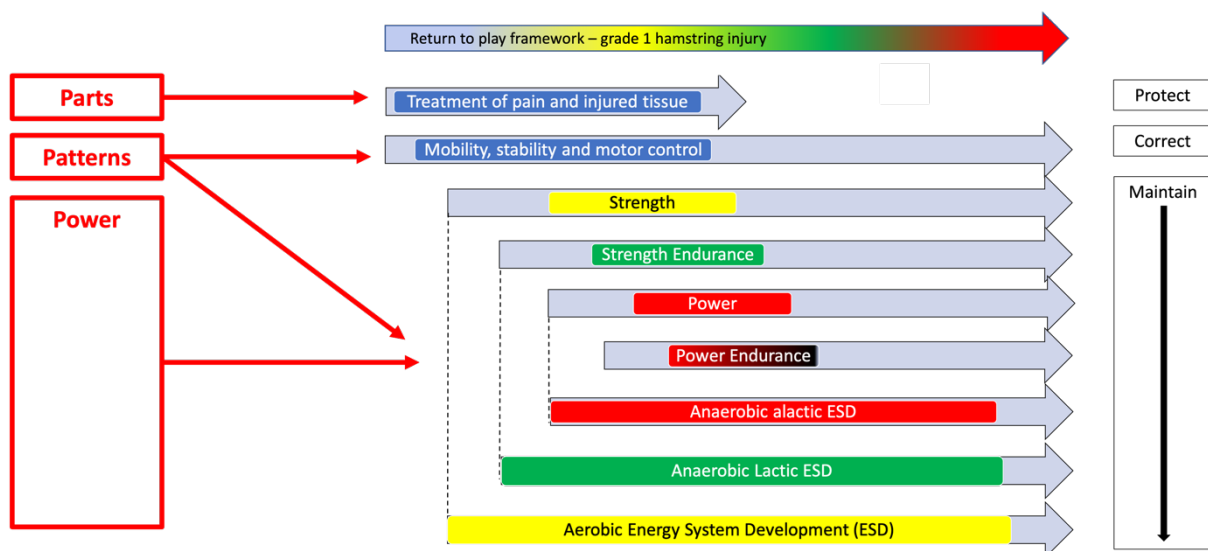 Return to play framework – grade 1 hamstring injury
Parts
Treatment of pain and injured tissue
Protect
Patterns
Mobility, stability and motor control
Correct
Power
Strength
Maintain
Strength Endurance
Power
Power Endurance
Anaerobic alactic ESD
Anaerobic Lactic ESD
Aerobic Energy System Development (ESD)